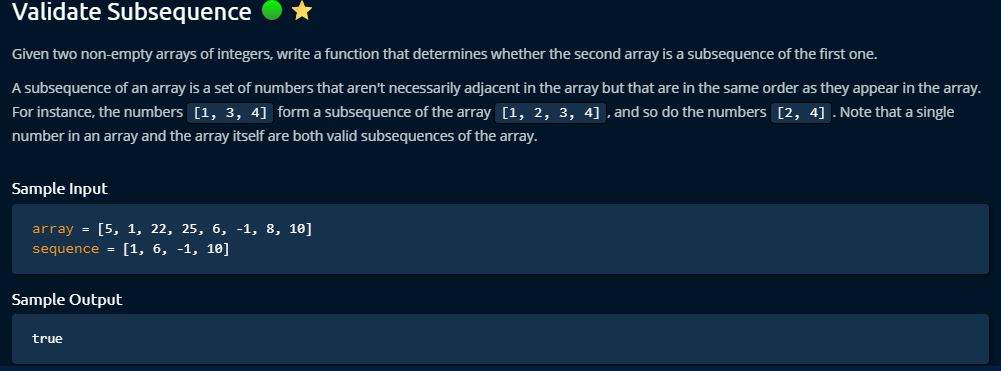 Validate Subsequence
Given two non-empty arrays of integers, write a function that determines whether the second array is a subsequence of the first one.
A subsequence of an array is a set of numbers that aren't necessarily adjacent in the array but that are in the same order as they appear in the array.
For instance, the numbers [1, 3, 4] form a subsequence of the array [1, 2, 3, 4] , and so do the numbers [2, 4] . Note that a single
number in an array and the array itself are both valid subsequences of the array.
Sample Input
array = [5, 1, 22, 25, 6, -1, 8, 10]
sequence = [1, 6, -1, 10]
Sample Output
true